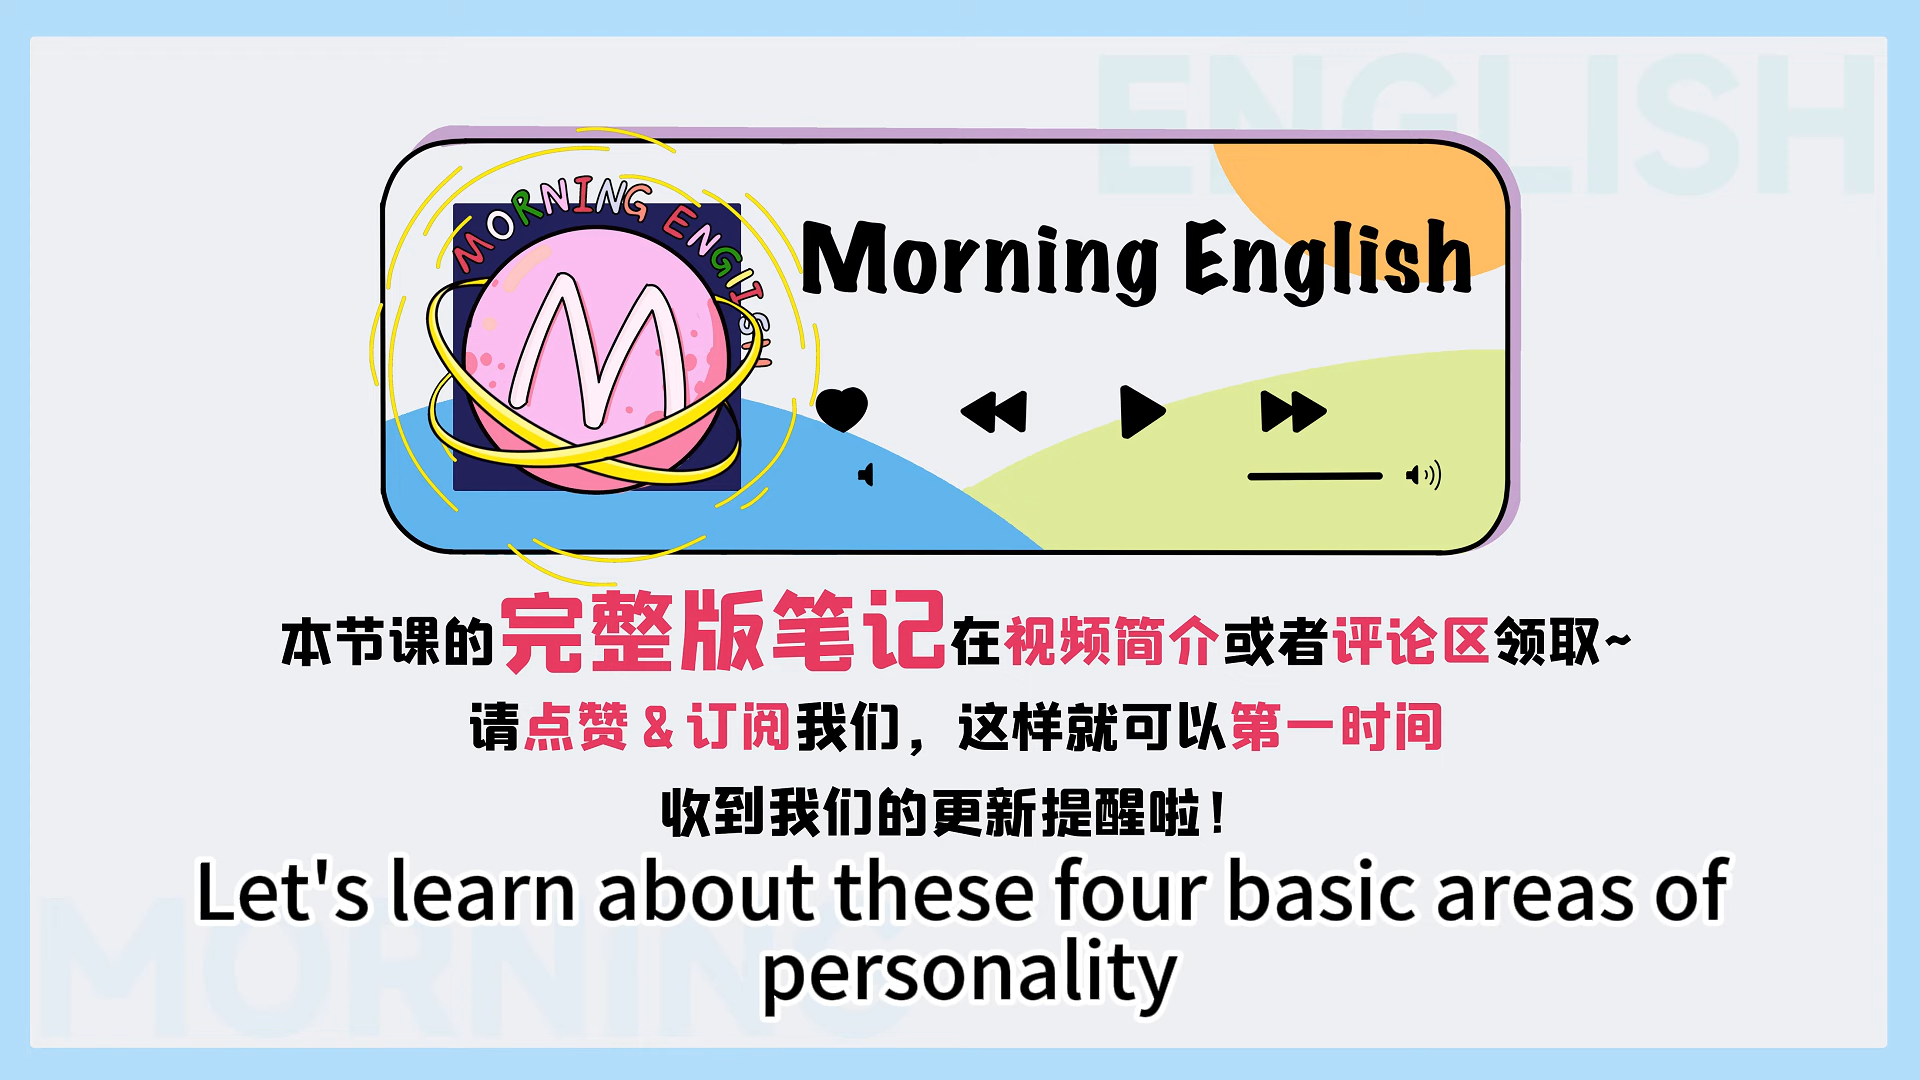 ENGLISH
MORNING ENGLISH
M
Morning English
本节课的完整版笔记在视频简介或者评论区领取~
请点赞&订阅我们，这样就可以第一时间
收到我们的更新提醒啦！
Let's learn about these four basic areas of
personality
MORNING